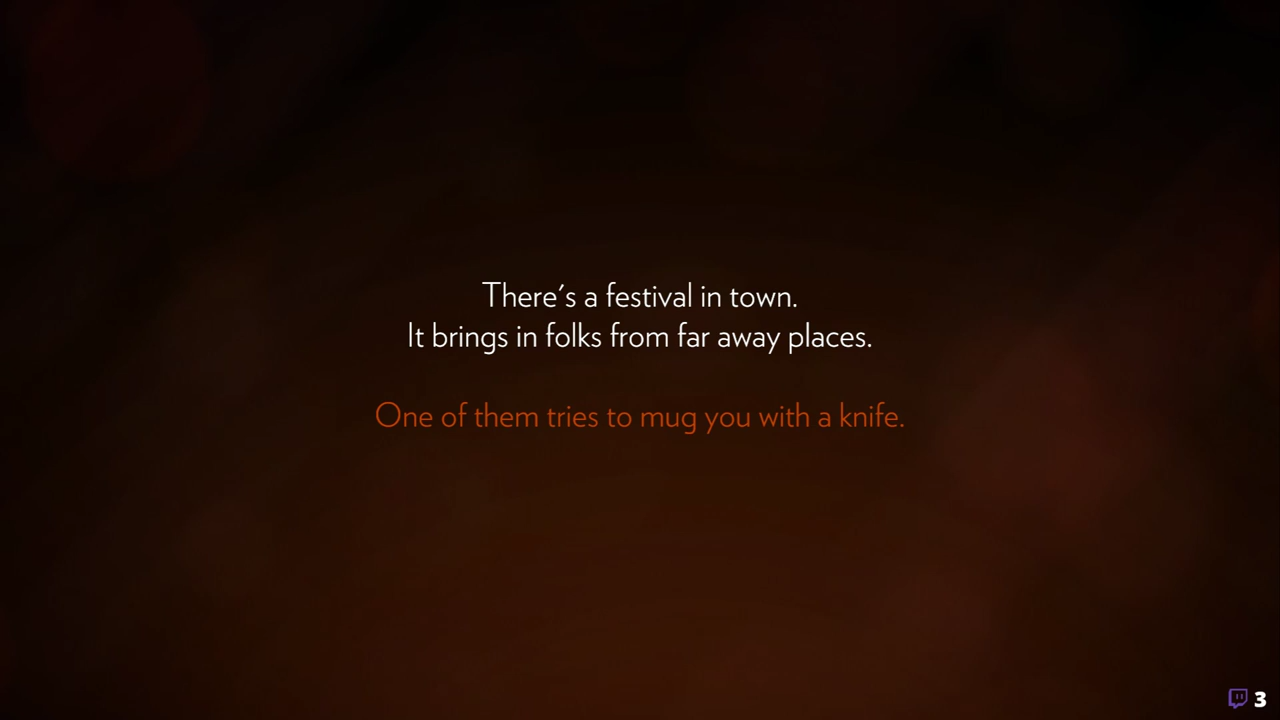 There's a festival in town.
It brings in folks from far away places.
One of them tries to mug you with a knife.
3